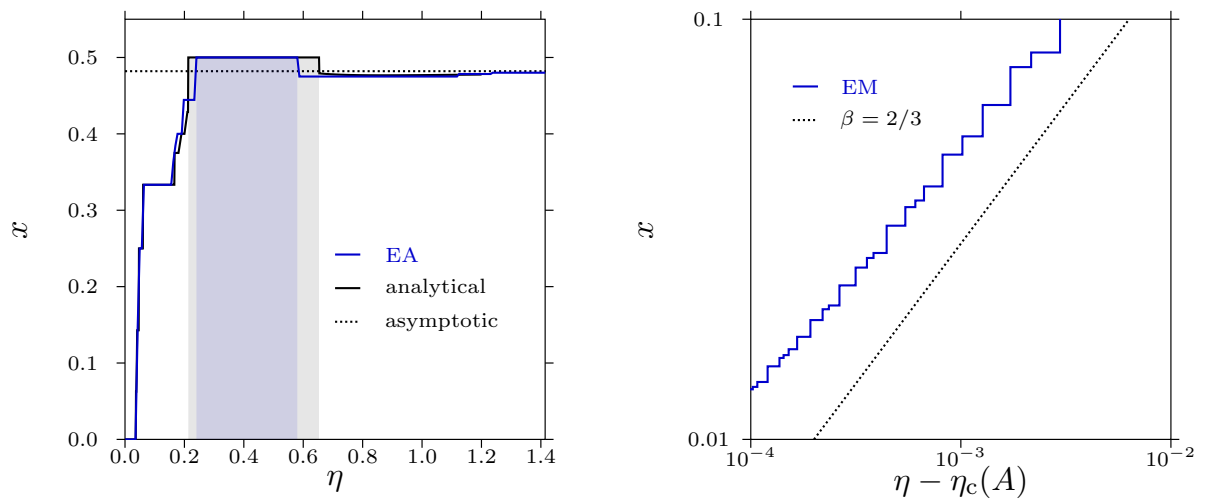 0.5
0.4
0.3
0.2
0.1
0.0
x
0.0 0.2 0.4 0.6 0.8 1.0 1.2 1.4
η
EA
analytical
asymptotic
0.1
0.01
x
10⁻⁴ 10⁻³ 10⁻²
η − η_c(A)
EM
β = 2/3